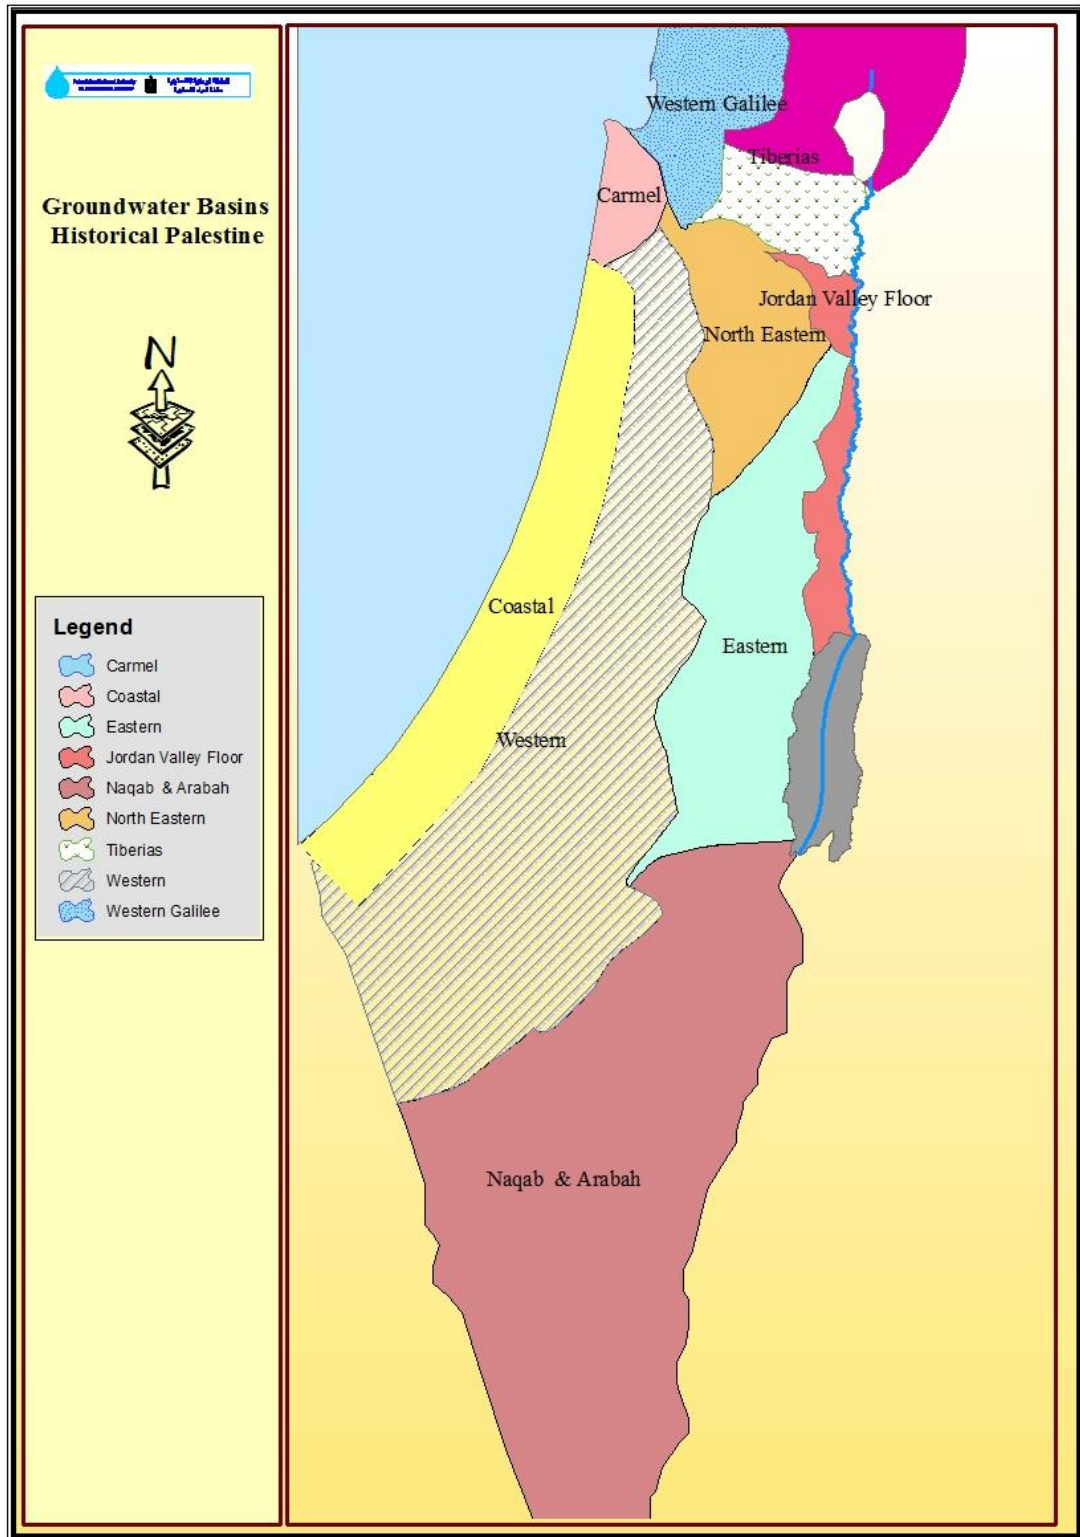 Groundwater Basins
Historical Palestine
N
Legend
Carmel
Coastal
Eastern
Jordan Valley Floor
Naqab & Arabah
North Eastern
Tiberias
Western
Western Galilee
Western Galilee
Tiberias
Carmel
Jordan Valley Floor
North Eastern
Coastal
Eastern
Western
Naqab & Arabah